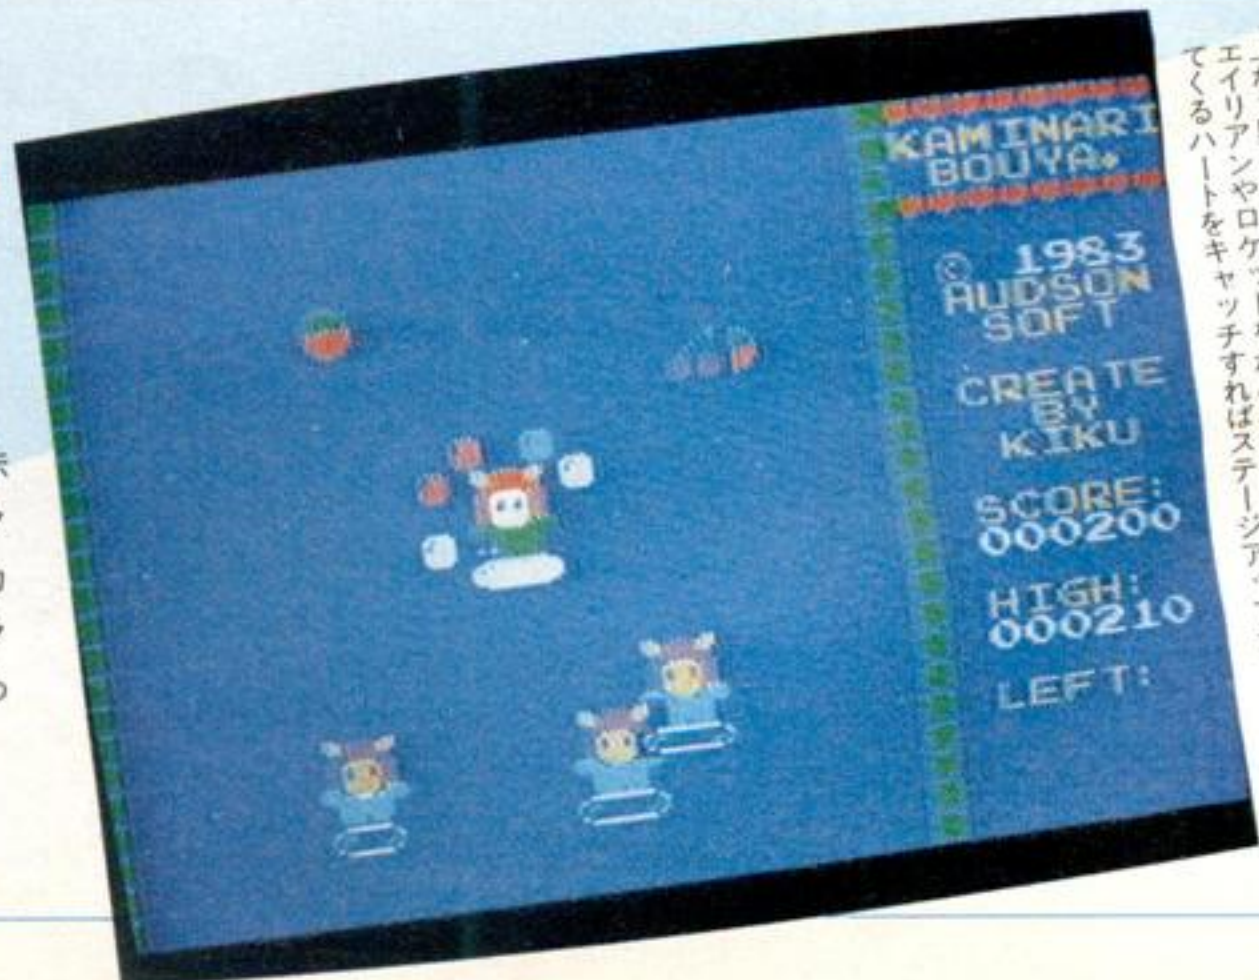 KAMINARI
BOUYA.
© 1983
HUDSON
SOFT
CREATE
BY
KIKU
SCORE:
000200
HIGH:
000210
LEFT:
エイリアンやロケッ
てくるハートをキャッチすればステージア